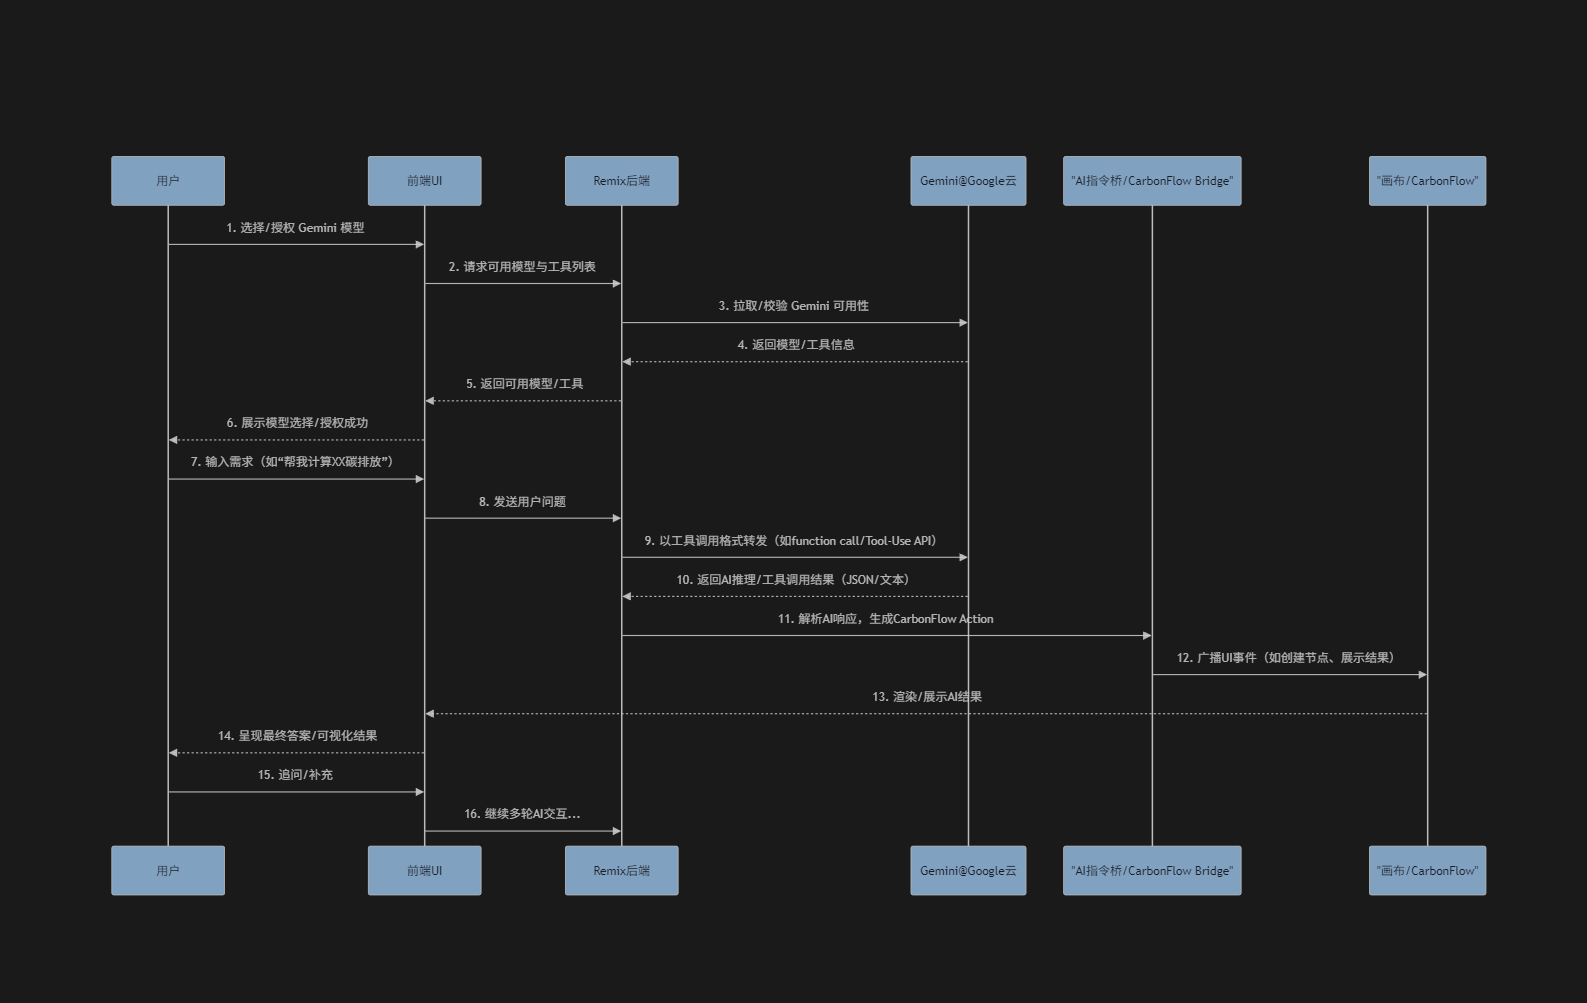 用户
前端UI
Remix后端
Gemini@Google云
"AI指令桥/CarbonFlow Bridge"
"画布/CarbonFlow"
1. 选择/授权 Gemini 模型
2. 请求可用模型与工具列表
3. 拉取/校验 Gemini 可用性
4. 返回模型/工具信息
5. 返回可用模型/工具
6. 展示模型选择/授权成功
7. 输入需求（如“帮我计算XX碳排放”）
8. 发送用户问题
9. 以工具调用格式转发（如function call/Tool-Use API）
10. 返回AI推理/工具调用结果（JSON/文本）
11. 解析AI响应，生成CarbonFlow Action
12. 广播UI事件（如创建节点、展示结果）
13. 渲染/展示AI结果
14. 呈现最终答案/可视化结果
15. 追问/补充
16. 继续多轮AI交互...
用户
前端UI
Remix后端
Gemini@Google云
"AI指令桥/CarbonFlow Bridge"
"画布/CarbonFlow"